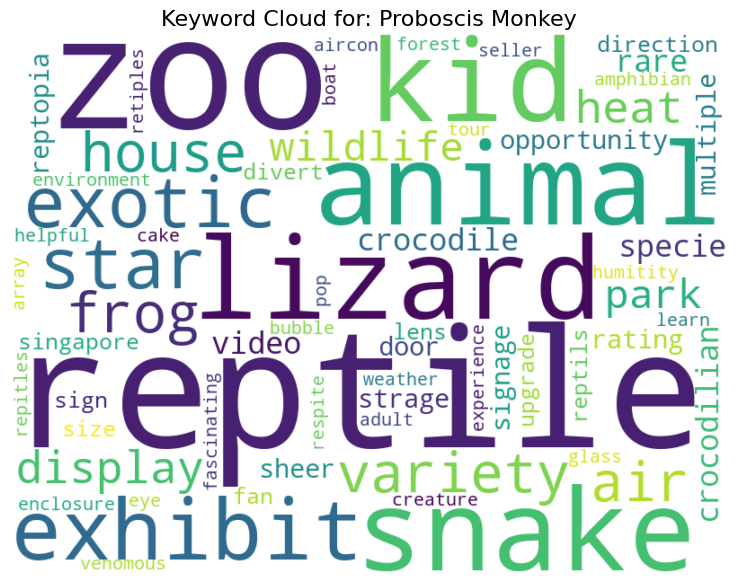 Keyword Cloud for: Proboscis Monkey
zoo
retiples
boat
aircon
kid
forest
seller
direction
rare
amphibian
heat
multiple
reptopia
house
wildlife
tour
opportunity
environment
divert
exotic
animal
helpful
cake
star
lizard
crocodile
specie
array
frog
pop
humitity
park
learn
singapore
video
bubble
lens
door
experience
signage
upgrade
reptils
rating
crocodilian
repitles
reptile
sign
size
fascinating
respite
weather
strage
adult
display
sheer
variety
glass
air
enclosure
eye
fan
creature
exhibit
snake
venomous